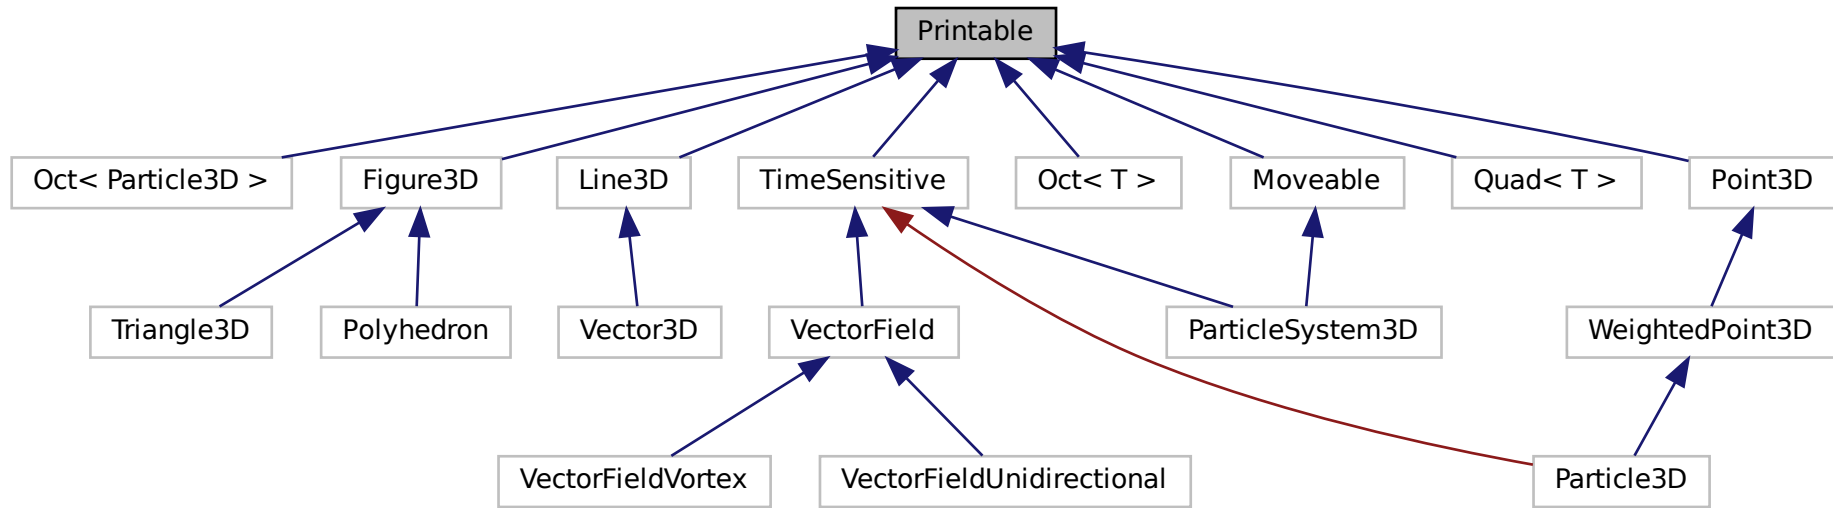 Printable
Oct< Particle3D >
Figure3D
Line3D
TimeSensitive
Oct< T >
Moveable
Quad< T >
Point3D
Triangle3D
Polyhedron
Vector3D
VectorField
ParticleSystem3D
WeightedPoint3D
VectorFieldVortex
VectorFieldUnidirectional
Particle3D